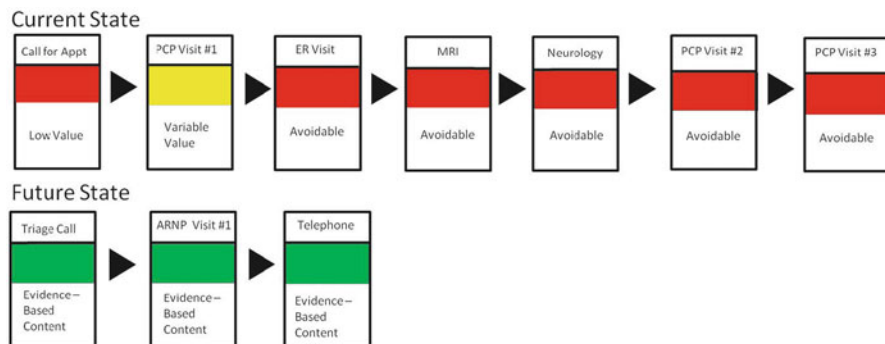 Current State
Call for Appt
PCP Visit #1
ER Visit
MRI
Neurology
PCP Visit #2
PCP Visit #3
Low Value
Variable
Value
Avoidable
Avoidable
Avoidable
Avoidable
Avoidable
Future State
Triage Call
ARNP Visit #1
Telephone
Evidence–
Based
Content
Evidence–
Based
Content
Evidence–
Based
Content